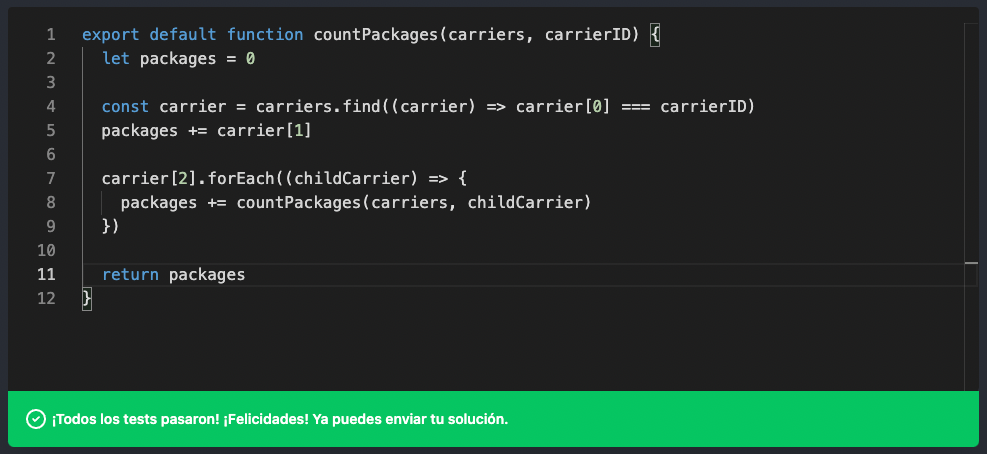 1 export default function countPackages(carriers, carrierID) {
2   let packages = 0
3
4   const carrier = carriers.find((carrier) => carrier[0] === carrierID)
5   packages += carrier[1]
6
7   carrier[2].forEach((childCarrier) => {
8     packages += countPackages(carriers, childCarrier)
9   })
10
11   return packages
12 }
¡Todos los tests pasaron! ¡Felicidades! Ya puedes enviar tu solución.